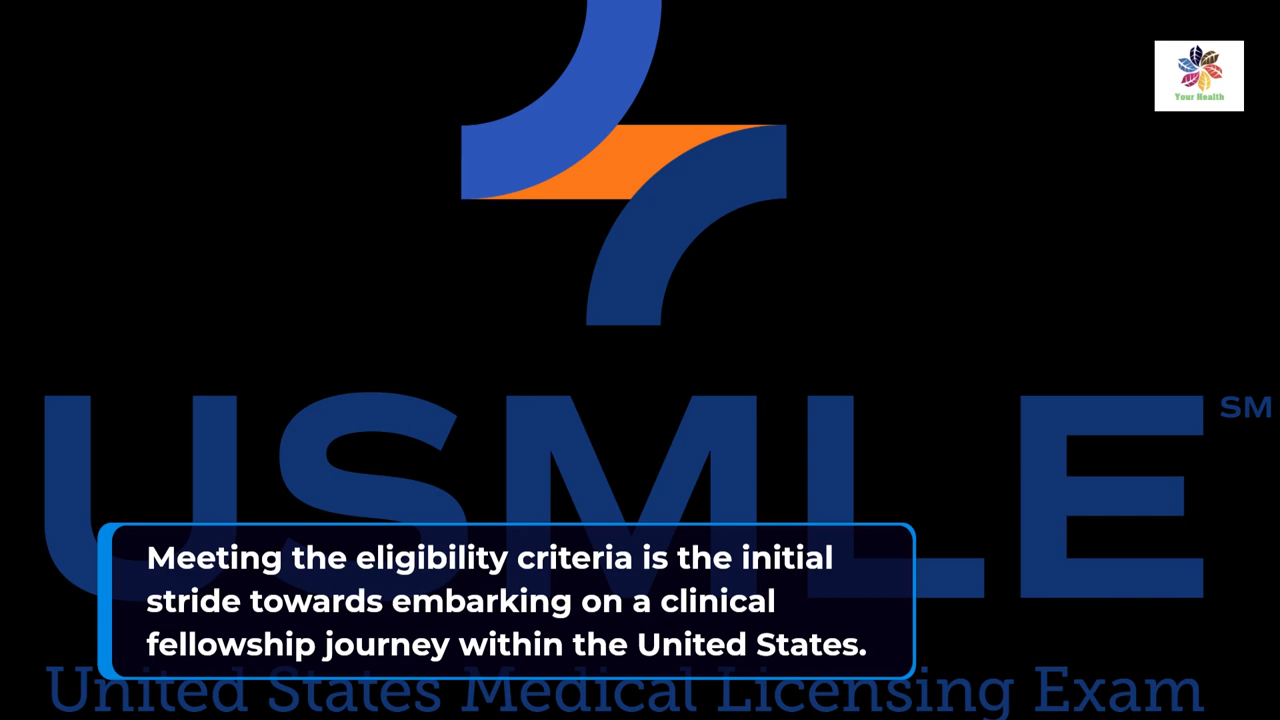 Your Health
USMLE SM
Meeting the eligibility criteria is the initial
stride towards embarking on a clinical
fellowship journey within the United States.
United States Medical Licensing Exam